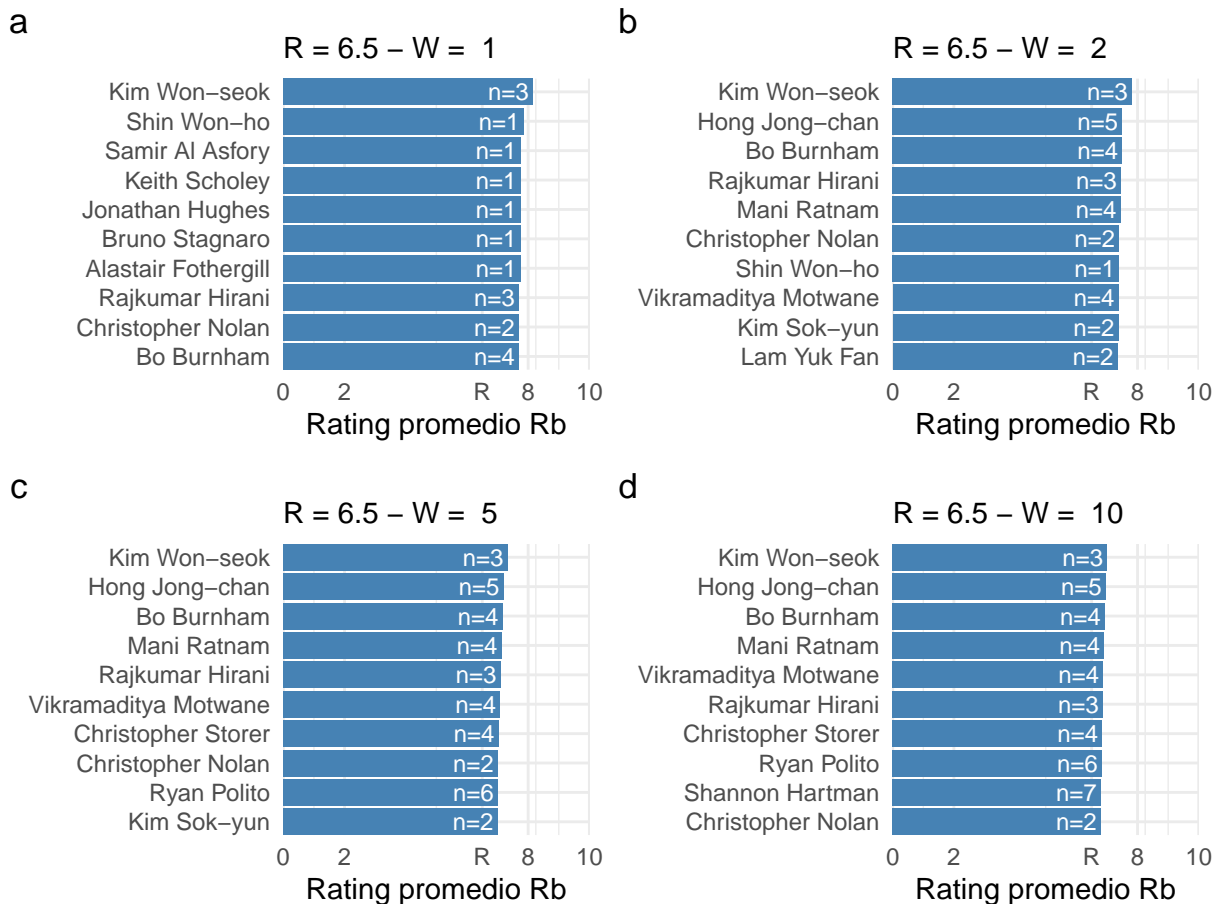 a
R = 6.5 − W =  1
Kim Won−seok n=3
Shin Won−ho n=1
Samir Al Asfory n=1
Keith Scholey n=1
Jonathan Hughes n=1
Bruno Stagnaro n=1
Alastair Fothergill n=1
Rajkumar Hirani n=3
Christopher Nolan n=2
Bo Burnham n=4
0 2 R 8 10
Rating promedio Rb
b
R = 6.5 − W =  2
Kim Won−seok n=3
Hong Jong−chan n=5
Bo Burnham n=4
Rajkumar Hirani n=3
Mani Ratnam n=4
Christopher Nolan n=2
Shin Won−ho n=1
Vikramaditya Motwane n=4
Kim Sok−yun n=2
Lam Yuk Fan n=2
0 2 R 8 10
Rating promedio Rb
c
R = 6.5 − W =  5
Kim Won−seok n=3
Hong Jong−chan n=5
Bo Burnham n=4
Mani Ratnam n=4
Rajkumar Hirani n=3
Vikramaditya Motwane n=4
Christopher Storer n=4
Christopher Nolan n=2
Ryan Polito n=6
Kim Sok−yun n=2
0 2 R 8 10
Rating promedio Rb
d
R = 6.5 − W =  10
Kim Won−seok n=3
Hong Jong−chan n=5
Bo Burnham n=4
Mani Ratnam n=4
Vikramaditya Motwane n=4
Rajkumar Hirani n=3
Christopher Storer n=4
Ryan Polito n=6
Shannon Hartman n=7
Christopher Nolan n=2
0 2 R 8 10
Rating promedio Rb